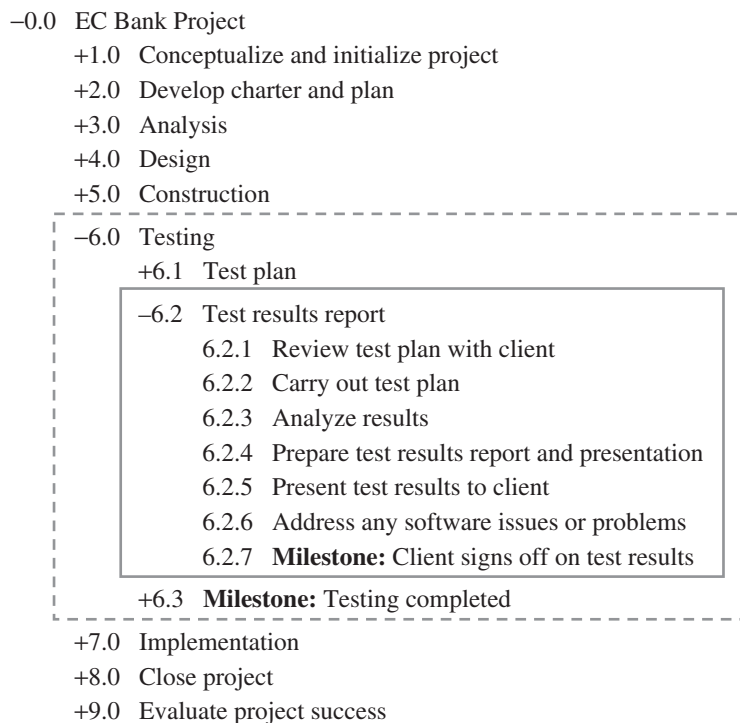 −0.0 EC Bank Project
+1.0 Conceptualize and initialize project
+2.0 Develop charter and plan
+3.0 Analysis
+4.0 Design
+5.0 Construction
−6.0 Testing
+6.1 Test plan
–6.2 Test results report
6.2.1 Review test plan with client
6.2.2 Carry out test plan
6.2.3 Analyze results
6.2.4 Prepare test results report and presentation
6.2.5 Present test results to client
6.2.6 Address any software issues or problems
6.2.7 Milestone: Client signs off on test results
+6.3 Milestone: Testing completed
+7.0 Implementation
+8.0 Close project
+9.0 Evaluate project success